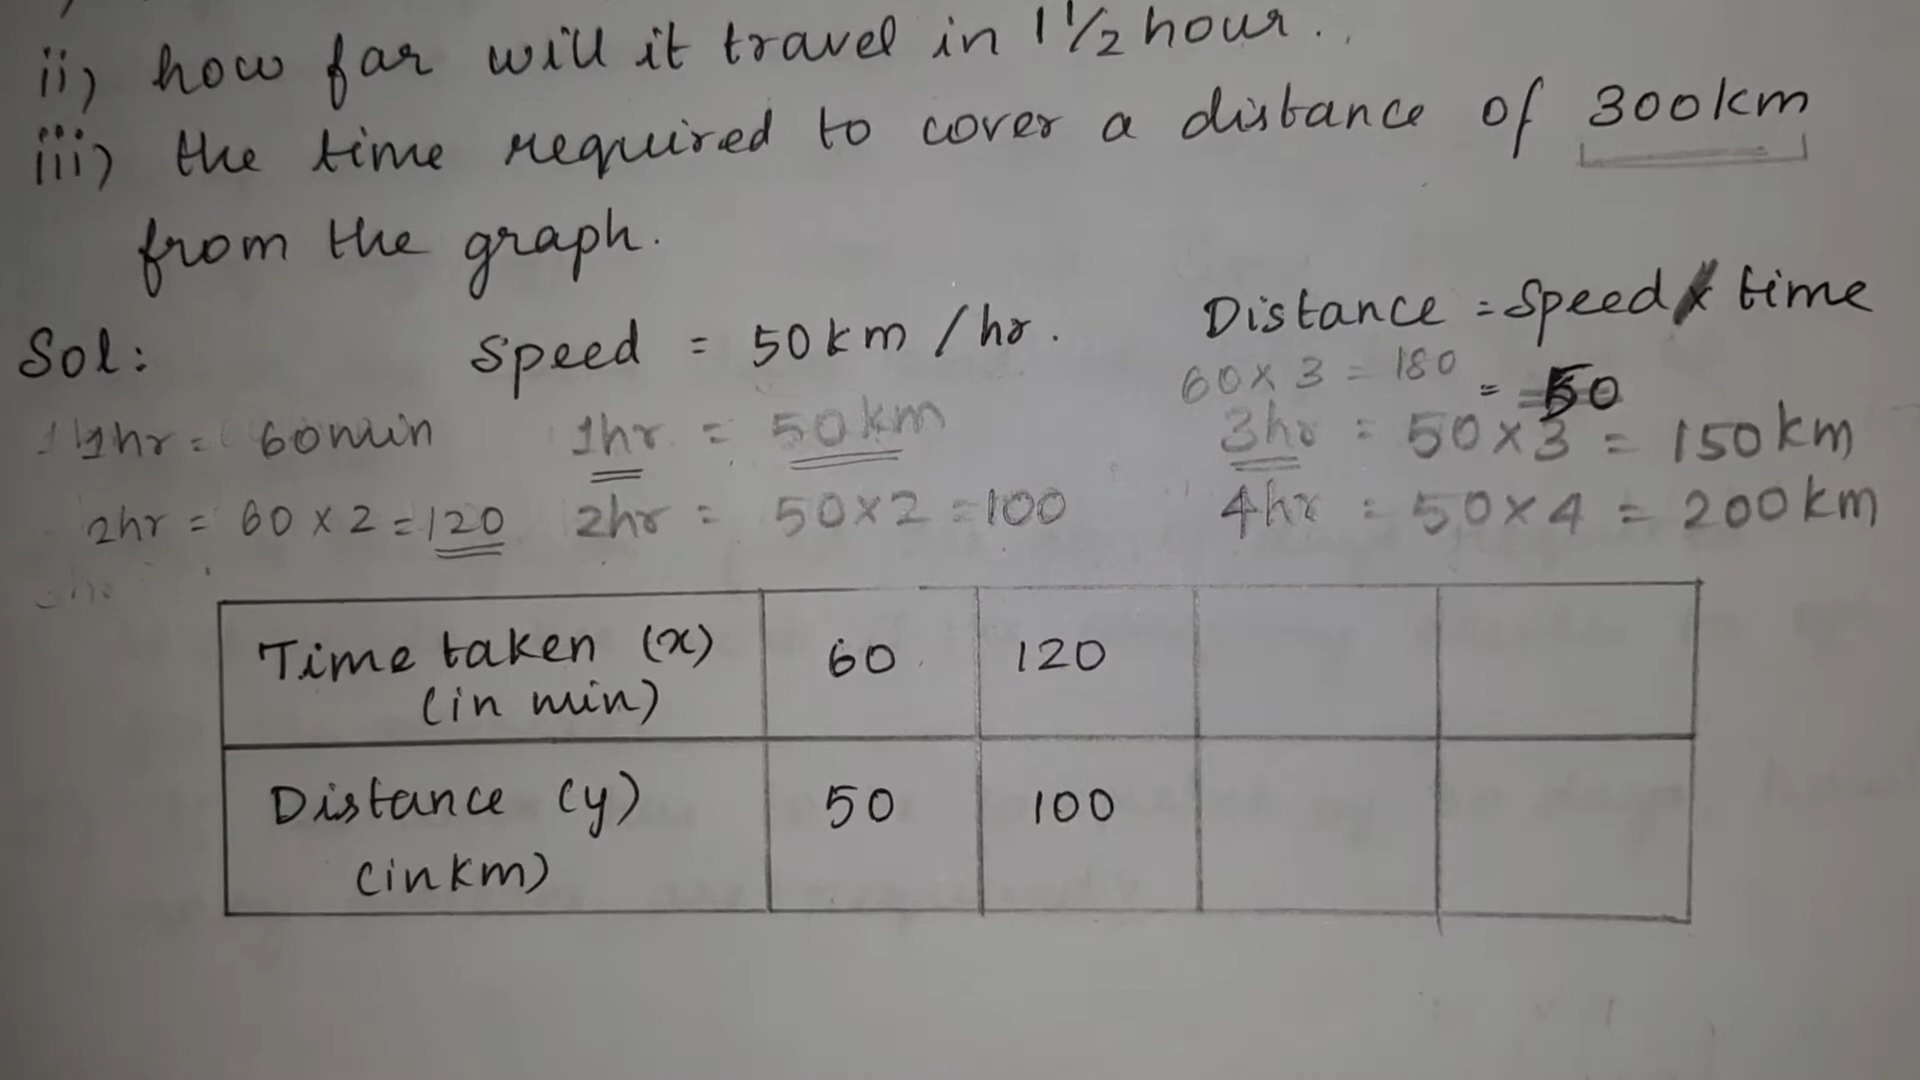 ii) how far will it travel in 1 1/2 hour.
iii) the time required to cover a distance of 300km
from the graph.
Sol: Speed = 50km/hr. Distance = Speed × time
60×3 = 180 = 50
1hr = 60min 1hr = 50km 3hr = 50×3 = 150km
2hr = 60×2 = 120 2hr = 50×2 = 100 4hr = 50×4 = 200km
Time taken (x) 60 120
(in min)
Distance (y) 50 100
(in km)